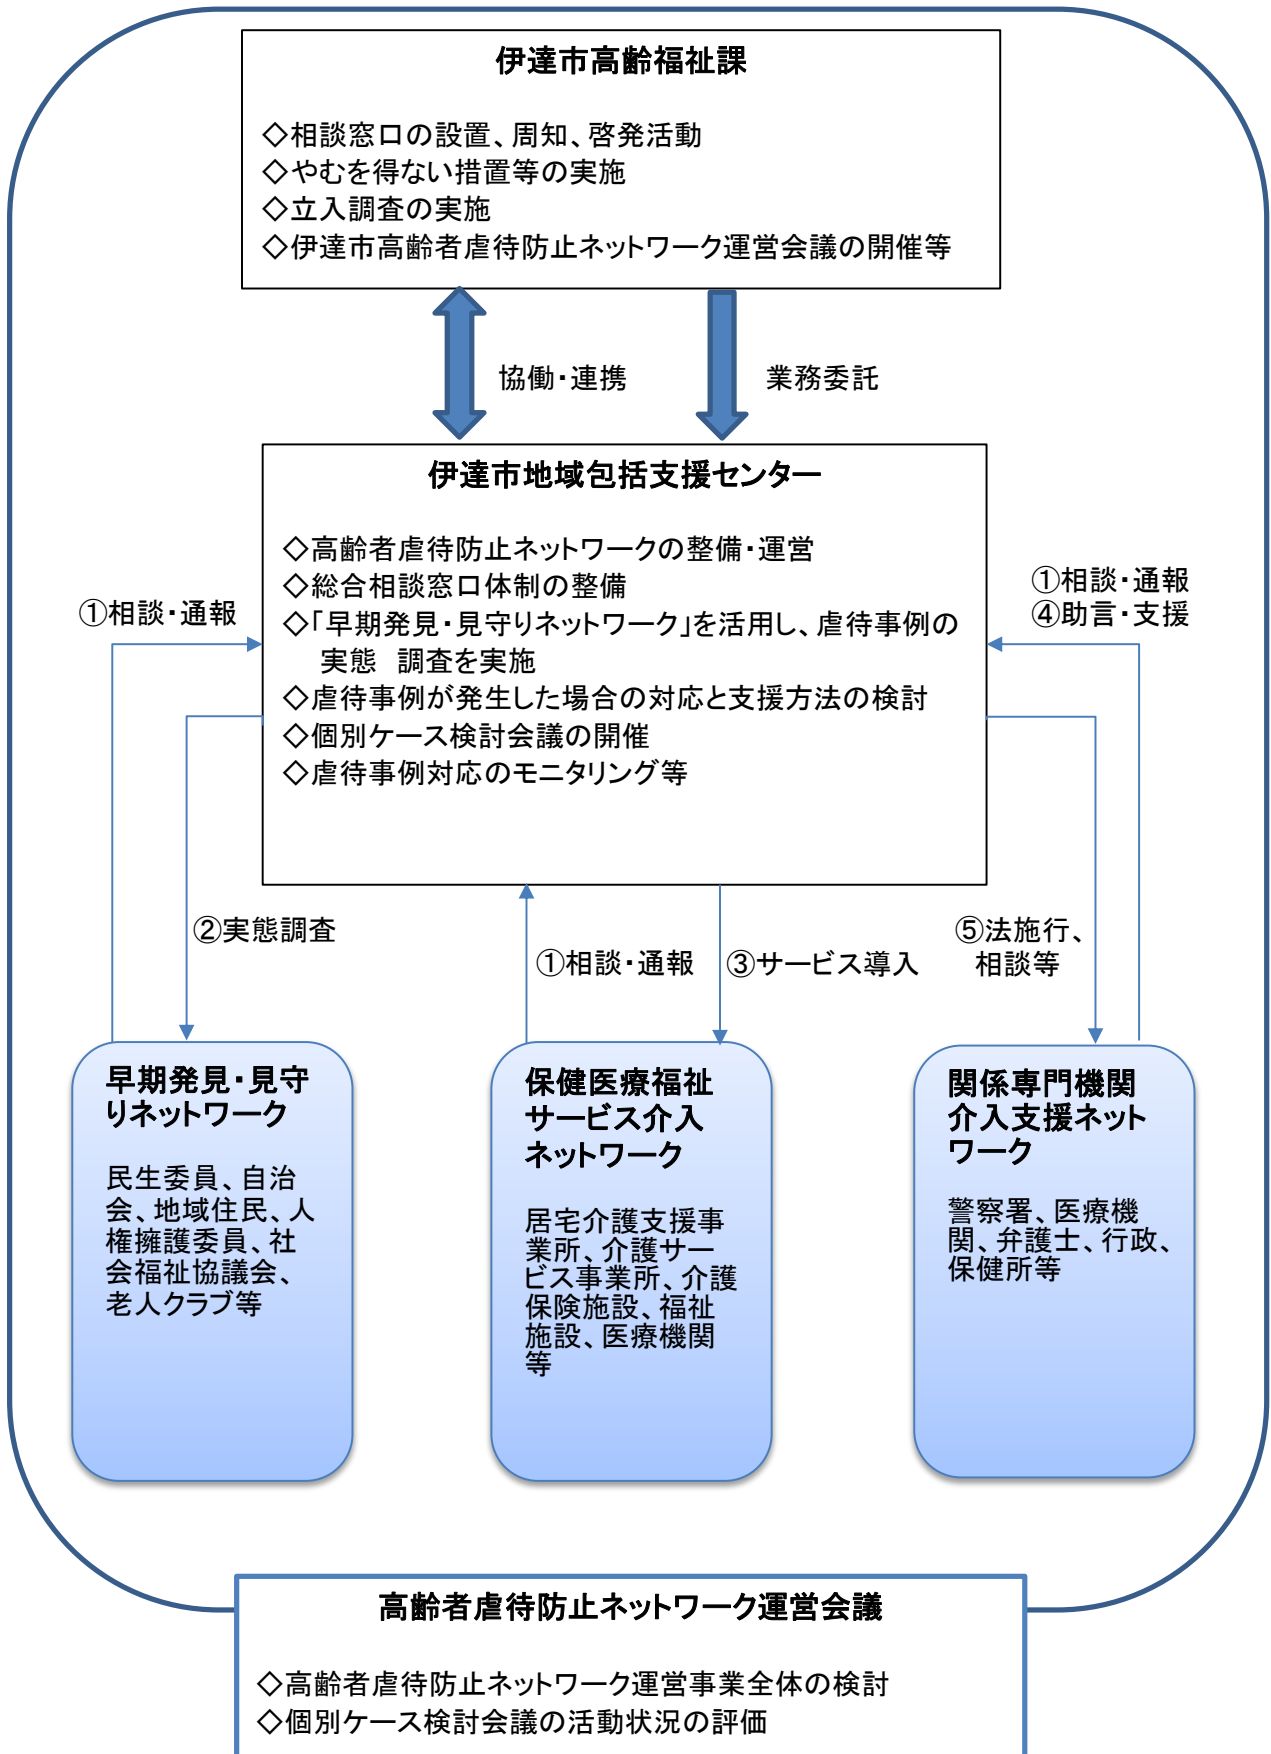 伊達市高齢福祉課
◇相談窓口の設置、周知、啓発活動
◇やむを得ない措置等の実施
◇立入調査の実施
◇伊達市高齢者虐待防止ネットワーク運営会議の開催等
協働・連携
業務委託
伊達市地域包括支援センター
◇高齢者虐待防止ネットワークの整備・運営
◇総合相談窓口体制の整備
◇「早期発見・見守りネットワーク」を活用し、虐待事例の
実態　調査を実施
◇虐待事例が発生した場合の対応と支援方法の検討
◇個別ケース検討会議の開催
◇虐待事例対応のモニタリング等
①相談・通報
①相談・通報
④助言・支援
②実態調査
①相談・通報
③サービス導入
⑤法施行、
相談等
早期発見・見守
りネットワーク
民生委員、自治
会、地域住民、人
権擁護委員、社
会福祉協議会、
老人クラブ等
保健医療福祉
サービス介入
ネットワーク
居宅介護支援事
業所、介護サー
ビス事業所、介護
保険施設、福祉
施設、医療機関
等
関係専門機関
介入支援ネット
ワーク
警察署、医療機
関、弁護士、行政、
保健所等
高齢者虐待防止ネットワーク運営会議
◇高齢者虐待防止ネットワーク運営事業全体の検討
◇個別ケース検討会議の活動状況の評価